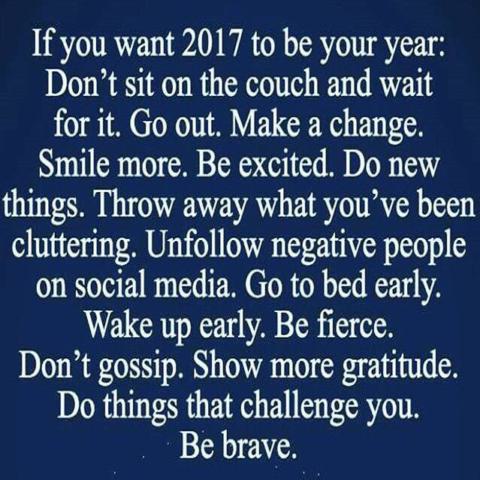 If you want 2017 to be your year:
Don't sit on the couch and wait
for it. Go out. Make a change.
Smile more. Be excited. Do new
things. Throw away what you've been
cluttering. Unfollow negative people
on social media. Go to bed early.
Wake up early. Be fierce.
Don't gossip. Show more gratitude.
Do things that challenge you.
Be brave.